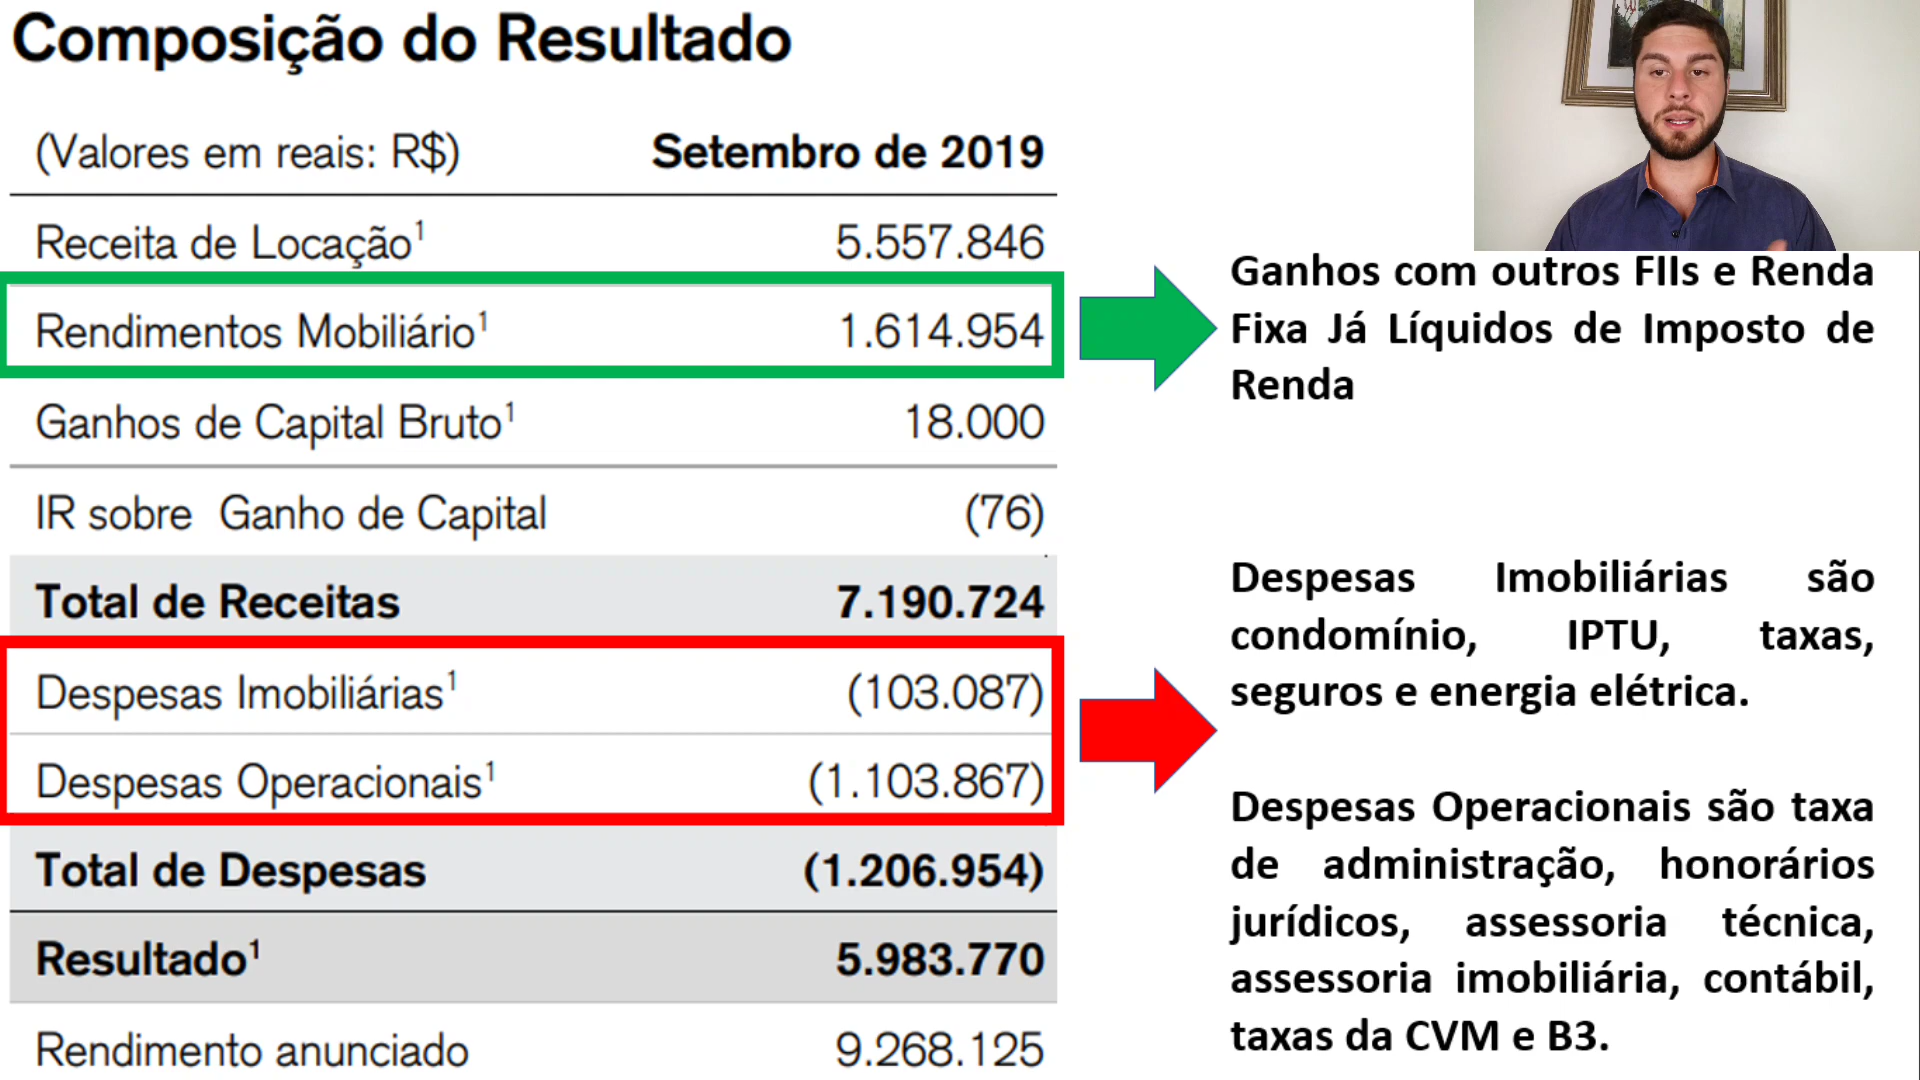 Composição do Resultado
(Valores em reais: R$) Setembro de 2019
Receita de Locação¹ 5.557.846
Rendimentos Mobiliário¹ 1.614.954
Ganhos de Capital Bruto¹ 18.000
IR sobre Ganho de Capital (76)
Total de Receitas 7.190.724
Despesas Imobiliárias¹ (103.087)
Despesas Operacionais¹ (1.103.867)
Total de Despesas (1.206.954)
Resultado¹ 5.983.770
Rendimento anunciado 9.268.125
Ganhos com outros FIIs e Renda
Fixa Já Líquidos de Imposto de
Renda
Despesas Imobiliárias são
condomínio, IPTU, taxas,
seguros e energia elétrica.
Despesas Operacionais são taxa
de administração, honorários
jurídicos, assessoria técnica,
assessoria imobiliária, contábil,
taxas da CVM e B3.